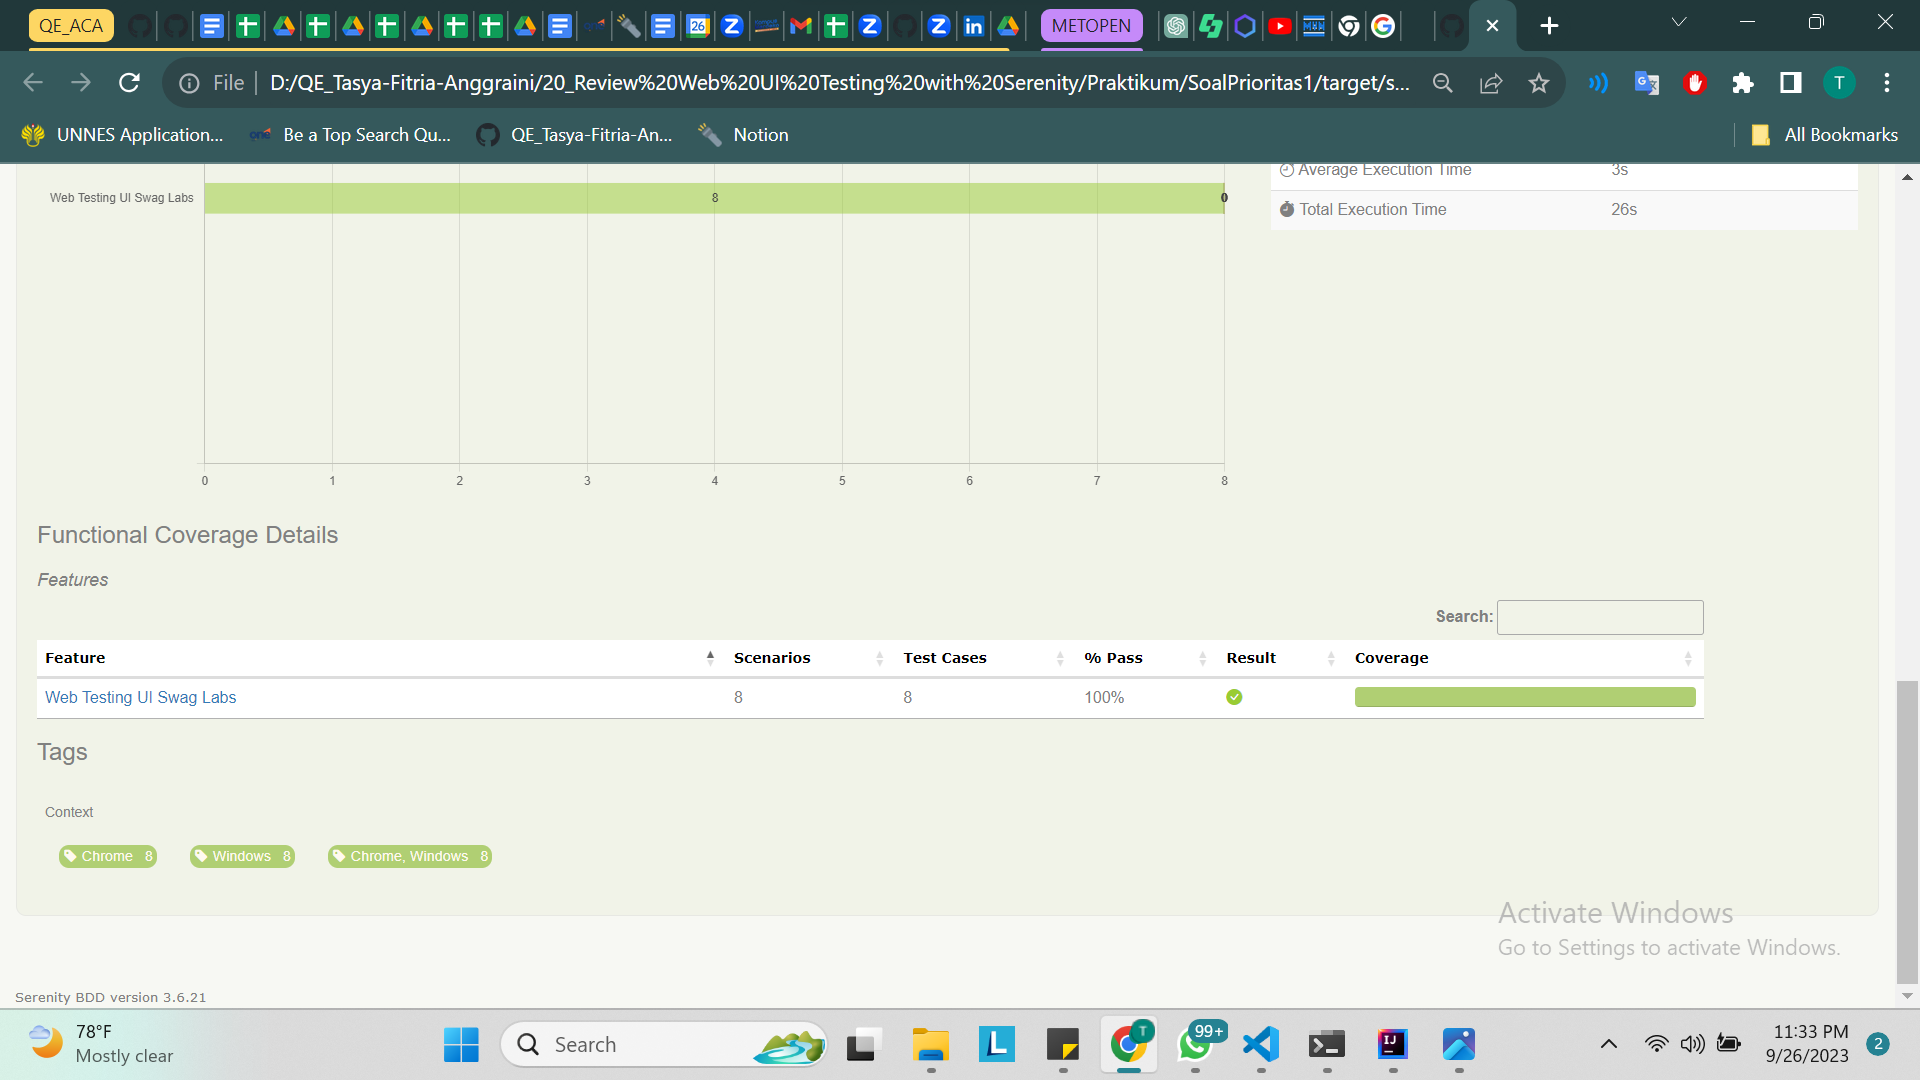 QE_ACA
26
METOPEN
File
D:/QE_Tasya-Fitria-Anggraini/20_Review%20Web%20UI%20Testing%20with%20Serenity/Praktikum/SoalPrioritas1/target/s...
T
UNNES Application...
Be a Top Search Qu...
QE_Tasya-Fitria-An...
Notion
All Bookmarks
Average Execution Time 3s
Web Testing UI Swag Labs
8
0
Total Execution Time 26s
0 1 2 3 4 5 6 7 8
Functional Coverage Details
Features
Search:
Feature Scenarios Test Cases % Pass Result Coverage
Web Testing UI Swag Labs 8 8 100%
Tags
Context
Chrome 8
Windows 8
Chrome, Windows 8
Activate Windows
Go to Settings to activate Windows.
Serenity BDD version 3.6.21
78°F
Mostly clear
Search
L
T
99+
IJ
11:33 PM
9/26/2023
2